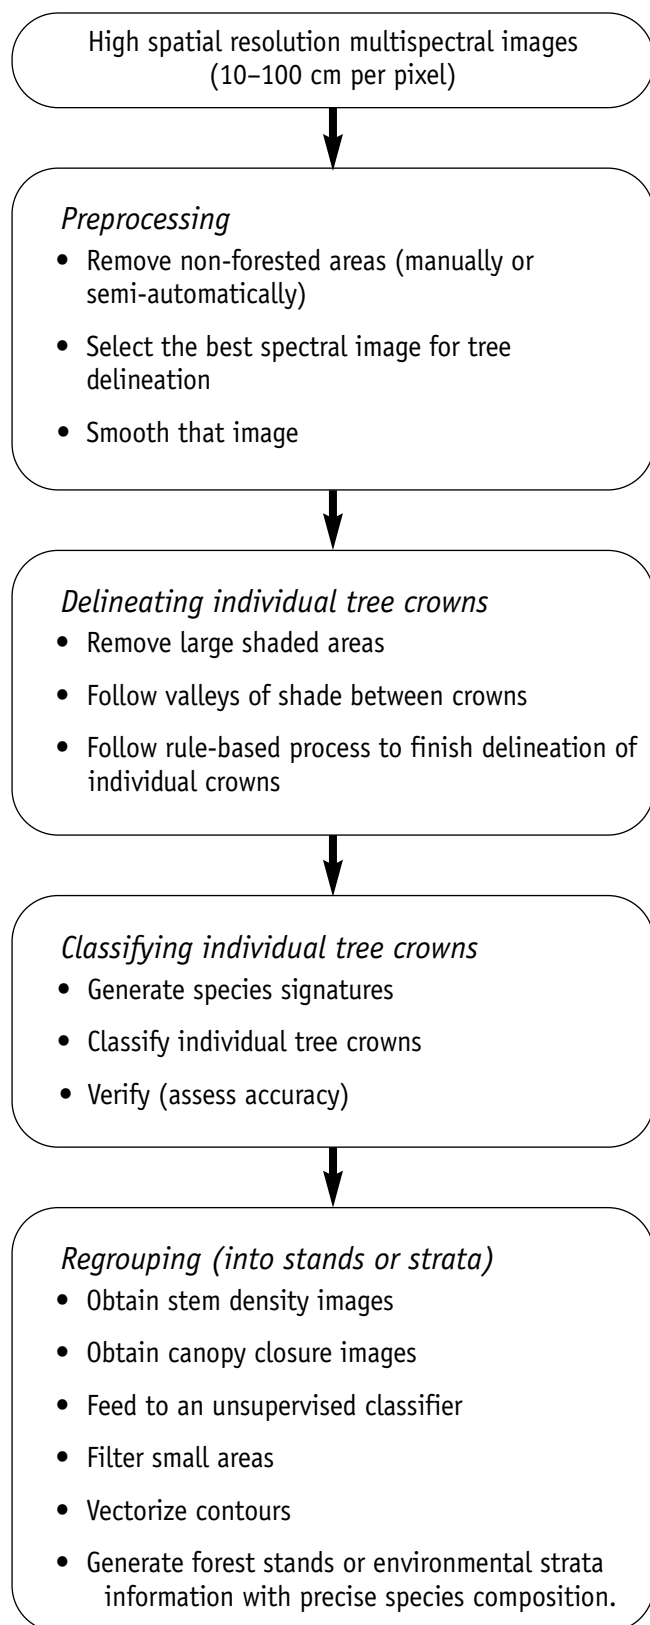 High spatial resolution multispectral images
(10–100 cm per pixel)
Preprocessing
• Remove non-forested areas (manually or
semi-automatically)
• Select the best spectral image for tree
delineation
• Smooth that image
Delineating individual tree crowns
• Remove large shaded areas
• Follow valleys of shade between crowns
• Follow rule-based process to finish delineation of
individual crowns
Classifying individual tree crowns
• Generate species signatures
• Classify individual tree crowns
• Verify (assess accuracy)
Regrouping (into stands or strata)
• Obtain stem density images
• Obtain canopy closure images
• Feed to an unsupervised classifier
• Filter small areas
• Vectorize contours
• Generate forest stands or environmental strata
information with precise species composition.